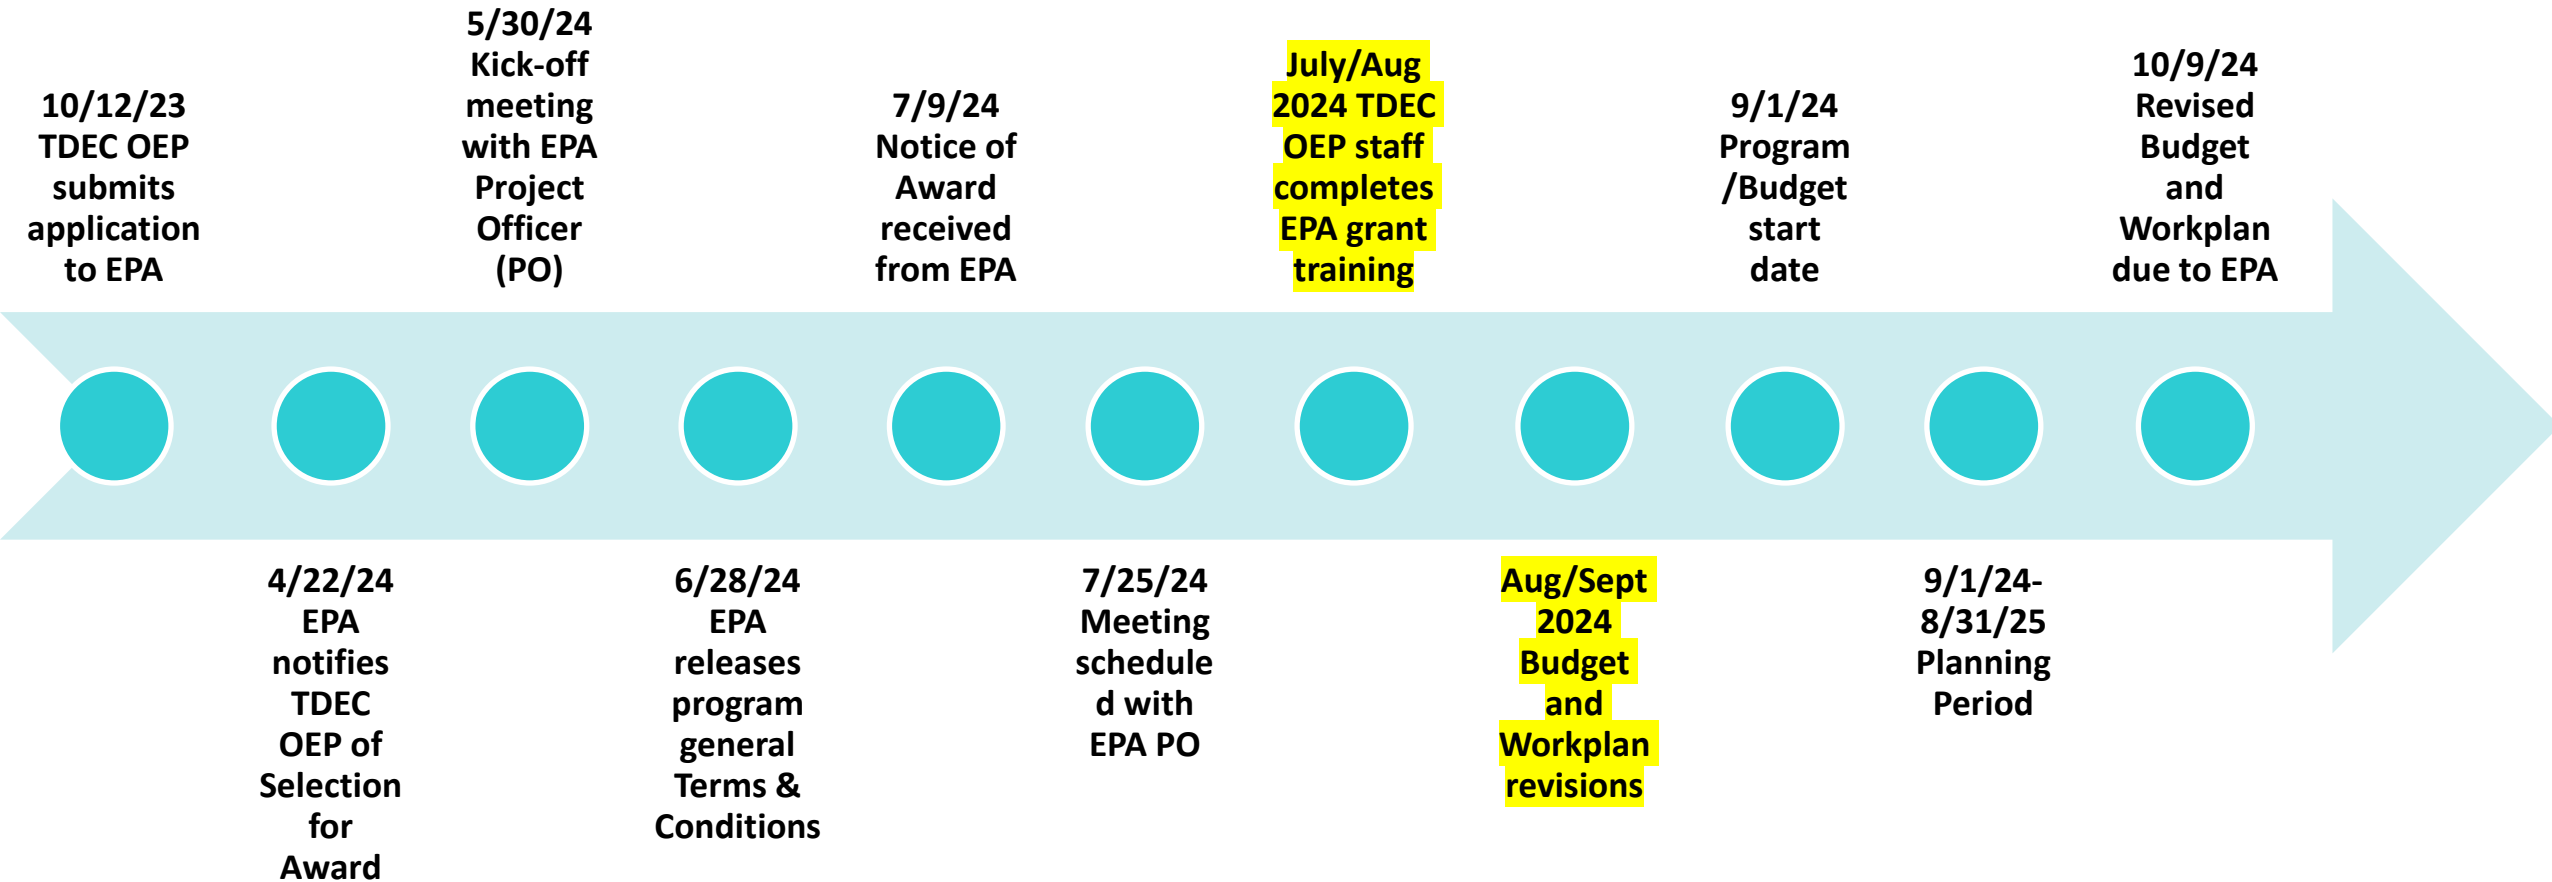 10/12/23
TDEC OEP
submits
application
to EPA
4/22/24
EPA
notifies
TDEC
OEP of
Selection
for
Award
5/30/24
Kick-off
meeting
with EPA
Project
Officer
(PO)
6/28/24
EPA
releases
program
general
Terms &
Conditions
7/9/24
Notice of
Award
received
from EPA
7/25/24
Meeting
schedule
d with
EPA PO
July/Aug
2024 TDEC
OEP staff
completes
EPA grant
training
Aug/Sept
2024
Budget
and
Workplan
revisions
9/1/24
Program
/Budget
start
date
9/1/24-
8/31/25
Planning
Period
10/9/24
Revised
Budget
and
Workplan
due to EPA